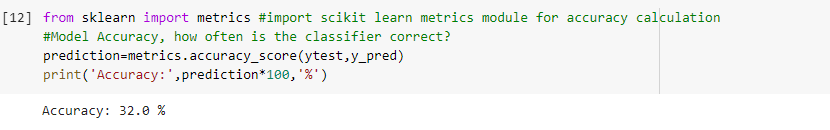 [12] from sklearn import metrics #import scikit learn metrics module for accuracy calculation
#Model Accuracy, how often is the classifier correct?
prediction=metrics.accuracy_score(ytest,y_pred)
print('Accuracy:',prediction*100,'%')
Accuracy: 32.0 %